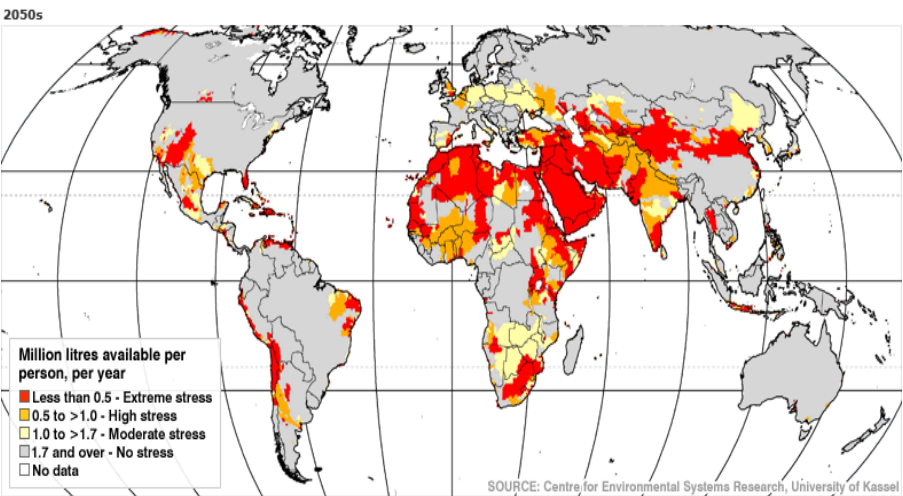 2050s
Million litres available per
person, per year
Less than 0.5 - Extreme stress
0.5 to >1.0 - High stress
1.0 to >1.7 - Moderate stress
1.7 and over - No stress
No data
SOURCE: Centre for Environmental Systems Research, University of Kassel